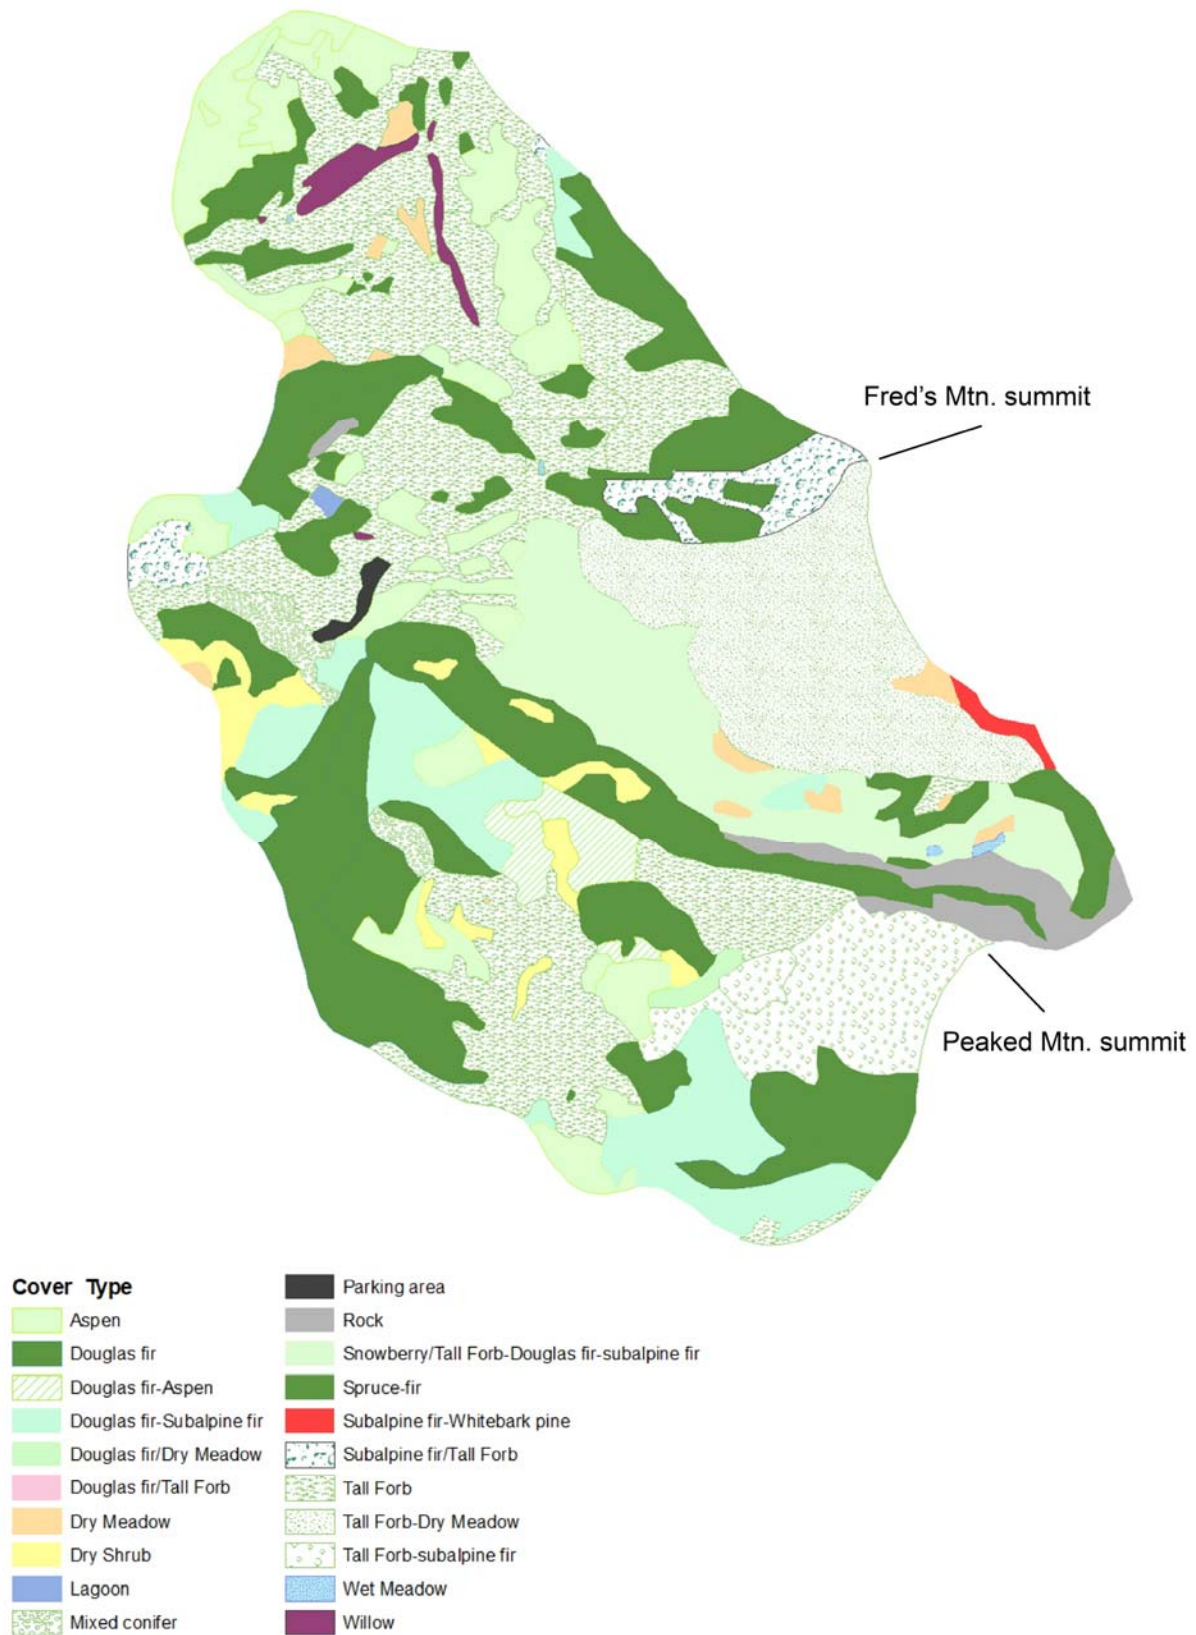 Fred's Mtn. summit
Peaked Mtn. summit
Cover Type
Aspen
Douglas fir
Douglas fir-Aspen
Douglas fir-Subalpine fir
Douglas fir/Dry Meadow
Douglas fir/Tall Forb
Dry Meadow
Dry Shrub
Lagoon
Mixed conifer
Parking area
Rock
Snowberry/Tall Forb-Douglas fir-subalpine fir
Spruce-fir
Subalpine fir-Whitebark pine
Subalpine fir/Tall Forb
Tall Forb
Tall Forb-Dry Meadow
Tall Forb-subalpine fir
Wet Meadow
Willow